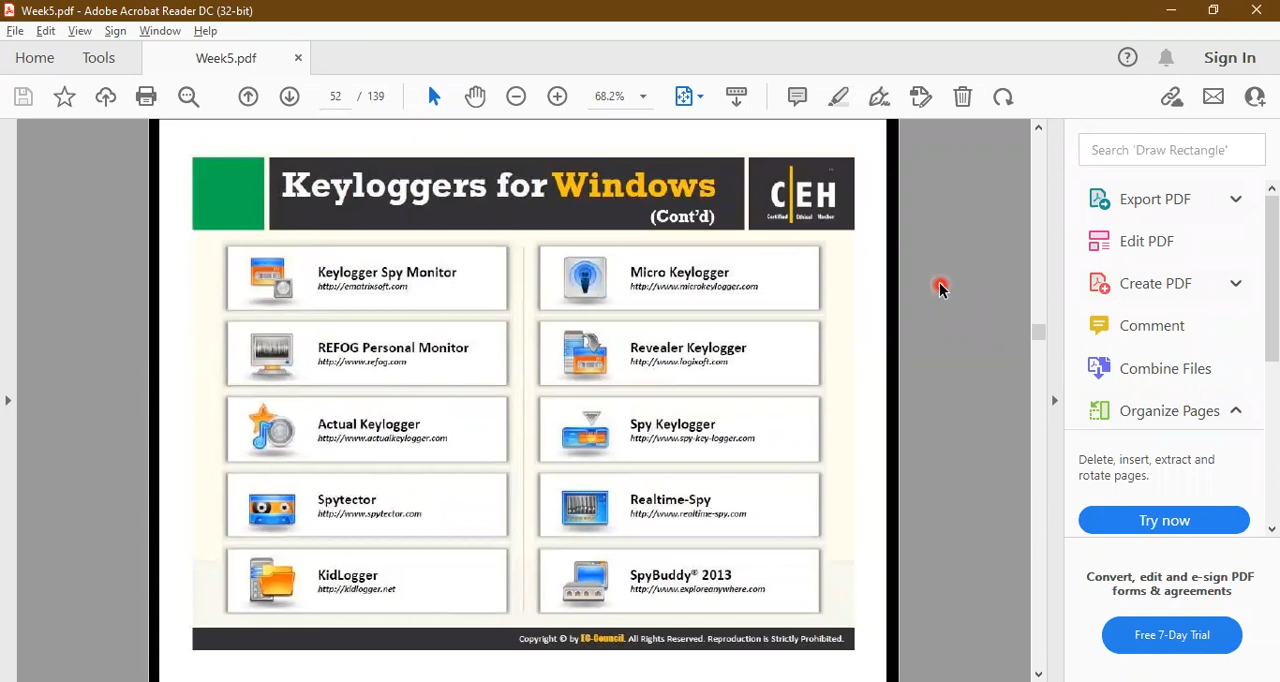 Week5.pdf - Adobe Acrobat Reader DC (32-bit)
File Edit View Sign Window Help
Home Tools Week5.pdf Sign In
52 / 139 68.2%
Keyloggers for Windows
(Cont'd)
CEH
Certified Ethical Hacker
Keylogger Spy Monitor
http://ematrixsoft.com
Micro Keylogger
http://www.microkeylogger.com
REFOG Personal Monitor
http://www.refog.com
Revealer Keylogger
http://www.logixoft.com
Actual Keylogger
http://www.actualkeylogger.com
Spy Keylogger
http://www.spy-key-logger.com
Spytector
http://www.spytector.com
Realtime-Spy
http://www.realtime-spy.com
KidLogger
http://kidlogger.net
SpyBuddy® 2013
http://www.exploreanywhere.com
Copyright © by EC-Council. All Rights Reserved. Reproduction is Strictly Prohibited.
Search 'Draw Rectangle'
Export PDF
Edit PDF
Create PDF
Comment
Combine Files
Organize Pages
Delete, insert, extract and
rotate pages.
Try now
Convert, edit and e-sign PDF
forms & agreements
Free 7-Day Trial